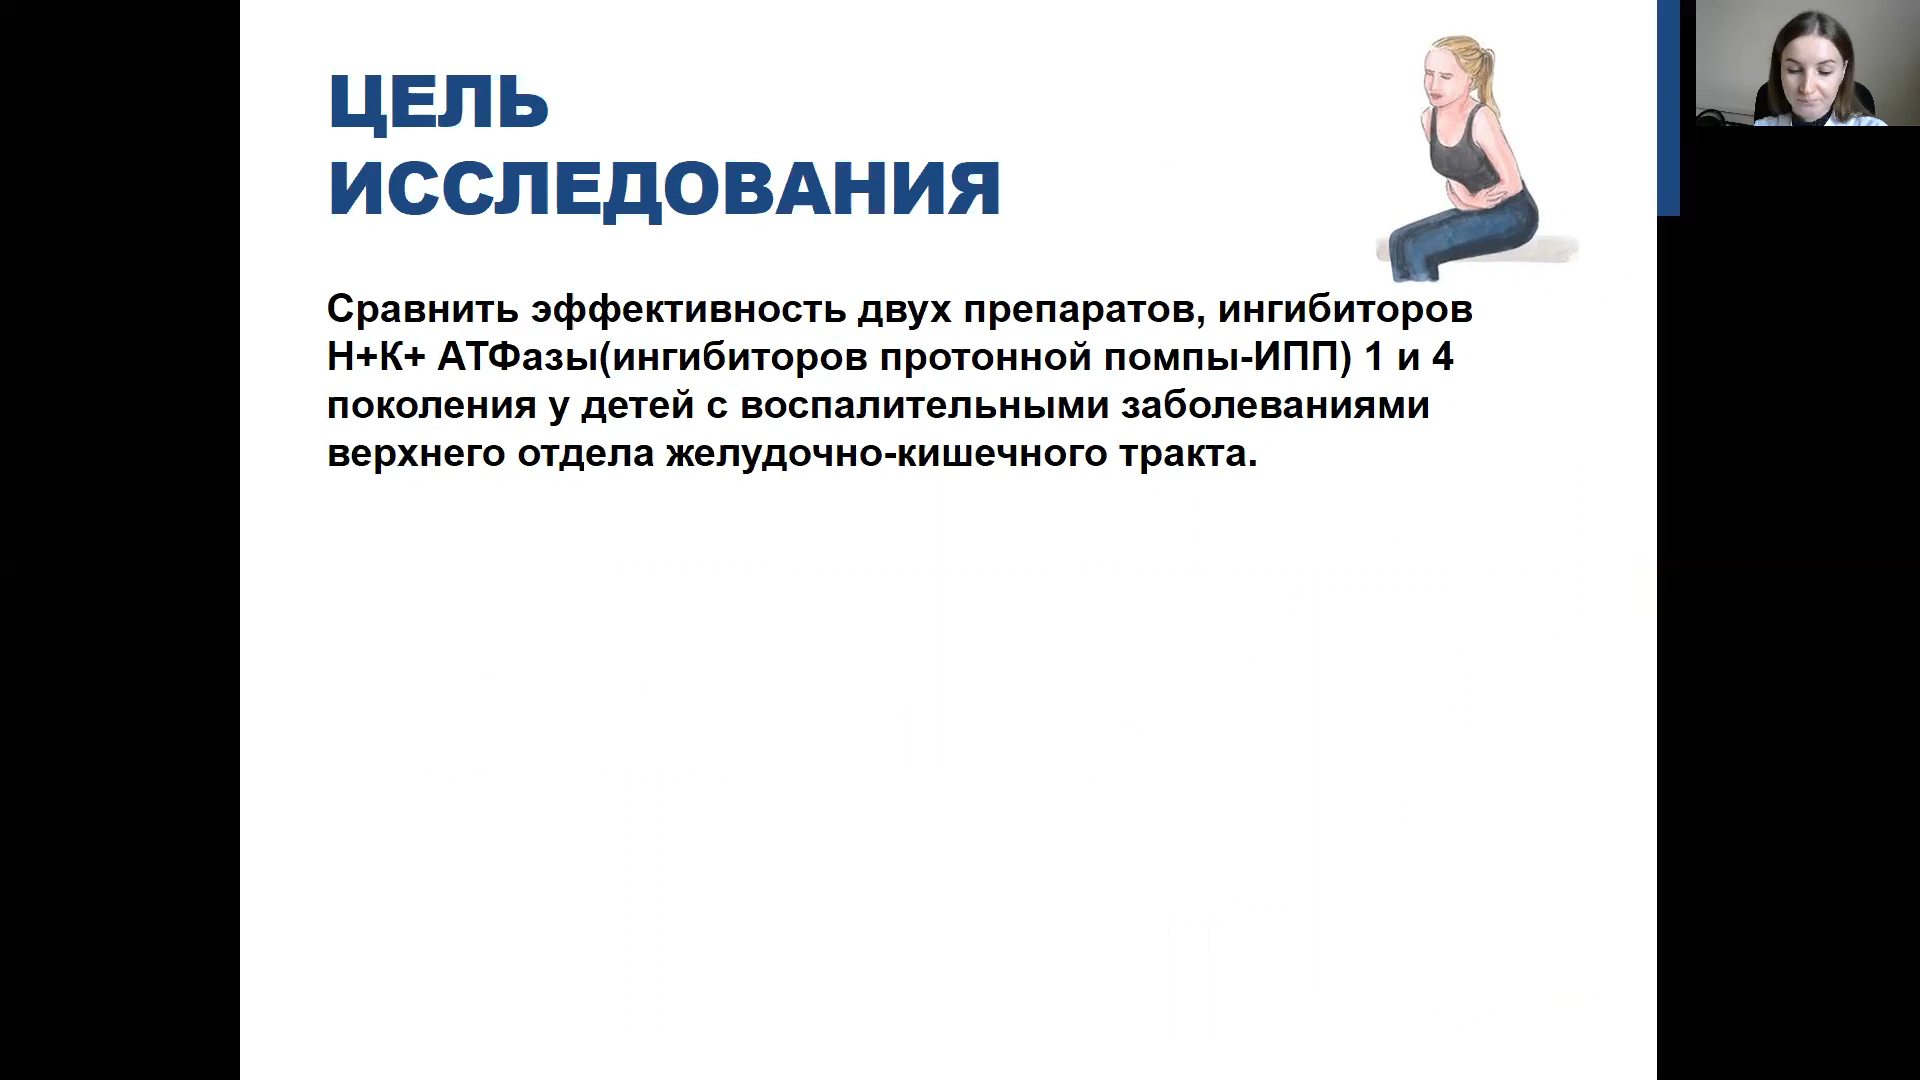 ЦЕЛЬ
ИССЛЕДОВАНИЯ
Сравнить эффективность двух препаратов, ингибиторов
Н+К+ АТФазы(ингибиторов протонной помпы-ИПП) 1 и 4
поколения у детей с воспалительными заболеваниями
верхнего отдела желудочно-кишечного тракта.